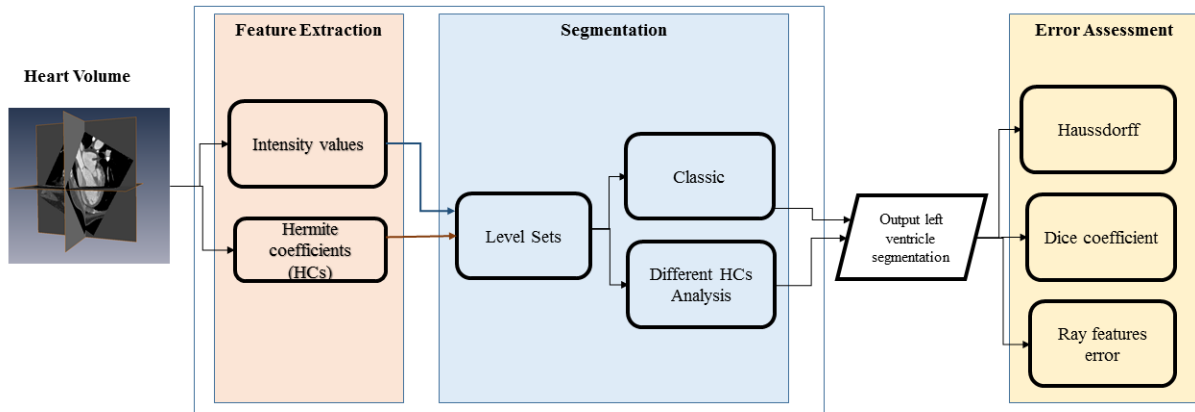 Heart Volume
Feature Extraction
Intensity values
Hermite
coefficients
(HCs)
Segmentation
Level Sets
Classic
Different HCs
Analysis
Output left
ventricle
segmentation
Error Assessment
Haussdorff
Dice coefficient
Ray features
error